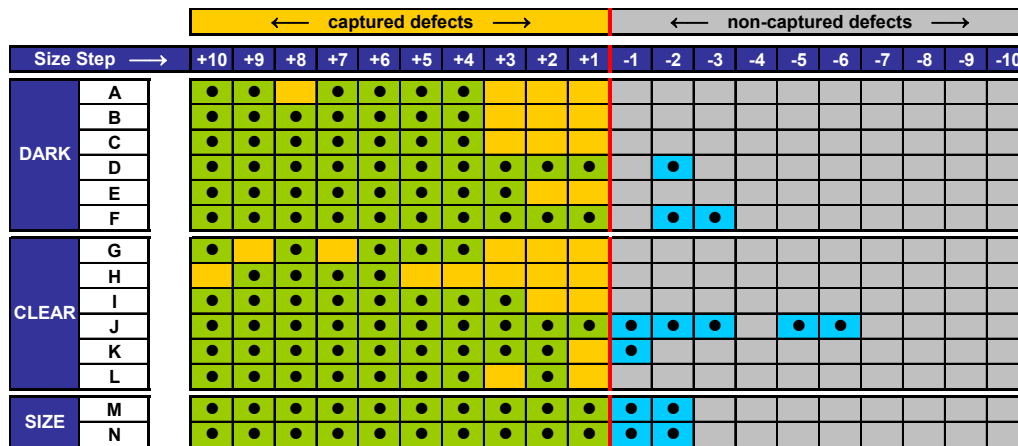 ← captured defects → ← non-captured defects →
Size Step → +10 +9 +8 +7 +6 +5 +4 +3 +2 +1 -1 -2 -3 -4 -5 -6 -7 -8 -9 -10
DARK
A
B
C
D
E
F
CLEAR
G
H
I
J
K
L
SIZE
M
N